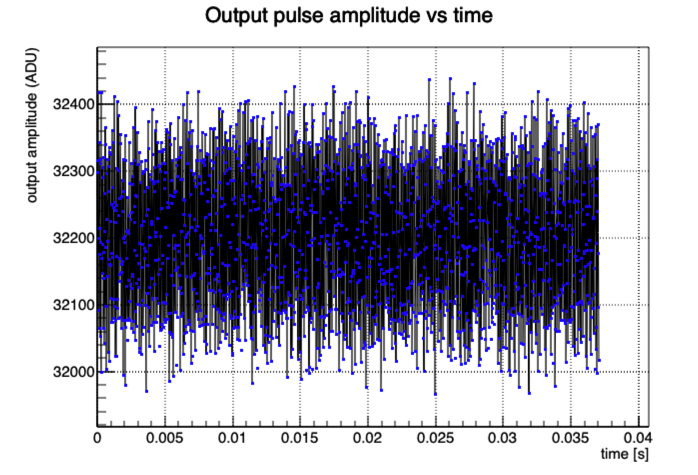 Output pulse amplitude vs time
output amplitude (ADU)
32400
32300
32200
32100
32000
0 0.005 0.01 0.015 0.02 0.025 0.03 0.035 0.04
time [s]